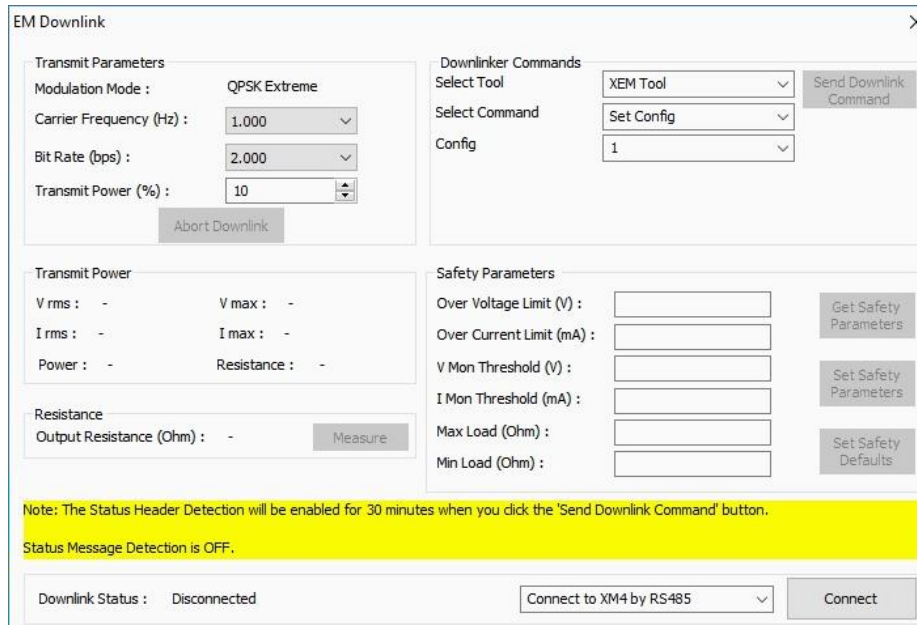 EM Downlink
Transmit Parameters
Modulation Mode : QPSK Extreme
Carrier Frequency (Hz) : 1.000
Bit Rate (bps) : 2.000
Transmit Power (%) : 10
Abort Downlink
Downlinker Commands
Select Tool XEM Tool
Send Downlink
Command
Select Command Set Config
Config 1
Transmit Power
V rms : - V max : -
I rms : - I max : -
Power : - Resistance : -
Resistance
Output Resistance (Ohm) : - Measure
Safety Parameters
Over Voltage Limit (V) :
Over Current Limit (mA) :
V Mon Threshold (V) :
I Mon Threshold (mA) :
Max Load (Ohm) :
Min Load (Ohm) :
Get Safety
Parameters
Set Safety
Parameters
Set Safety
Defaults
Note: The Status Header Detection will be enabled for 30 minutes when you click the 'Send Downlink Command' button.
Status Message Detection is OFF.
Downlink Status : Disconnected Connect to XM4 by RS485 Connect